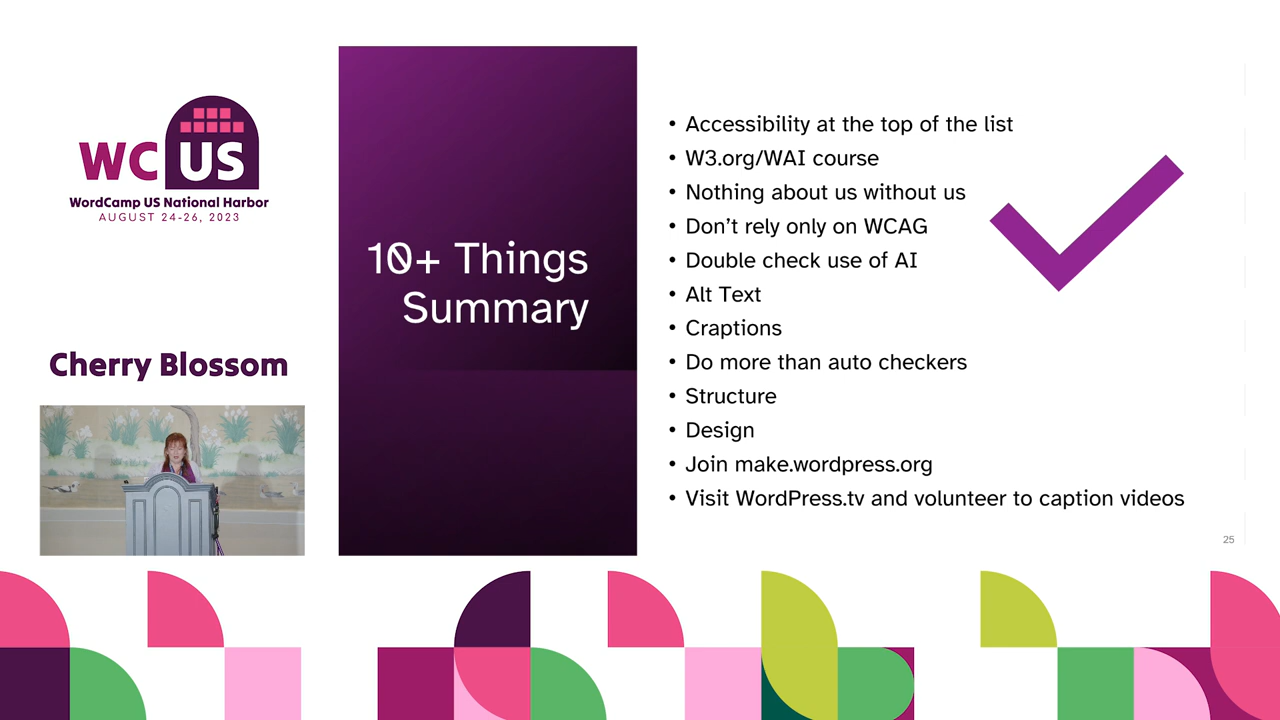 WC US
WordCamp US National Harbor
AUGUST 24-26, 2023
Cherry Blossom
10+ Things
Summary
• Accessibility at the top of the list
• W3.org/WAI course
• Nothing about us without us
• Don’t rely only on WCAG
• Double check use of AI
• Alt Text
• Craptions
• Do more than auto checkers
• Structure
• Design
• Join make.wordpress.org
• Visit WordPress.tv and volunteer to caption videos
25